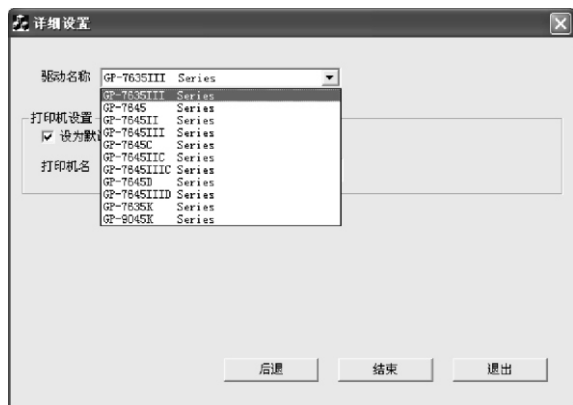 详细设置
驱动名称 GP-7635III Series
GP-7635III Series
GP-7645 Series
打印机设置 GP-7645II Series
设为默 GP-7645III Series
GP-7645C Series
GP-7645IIC Series
打印机名 GP-7645IIIC Series
GP-7645D Series
GP-7645IIID Series
GP-7635K Series
GP-9045K Series
后退 结束 退出